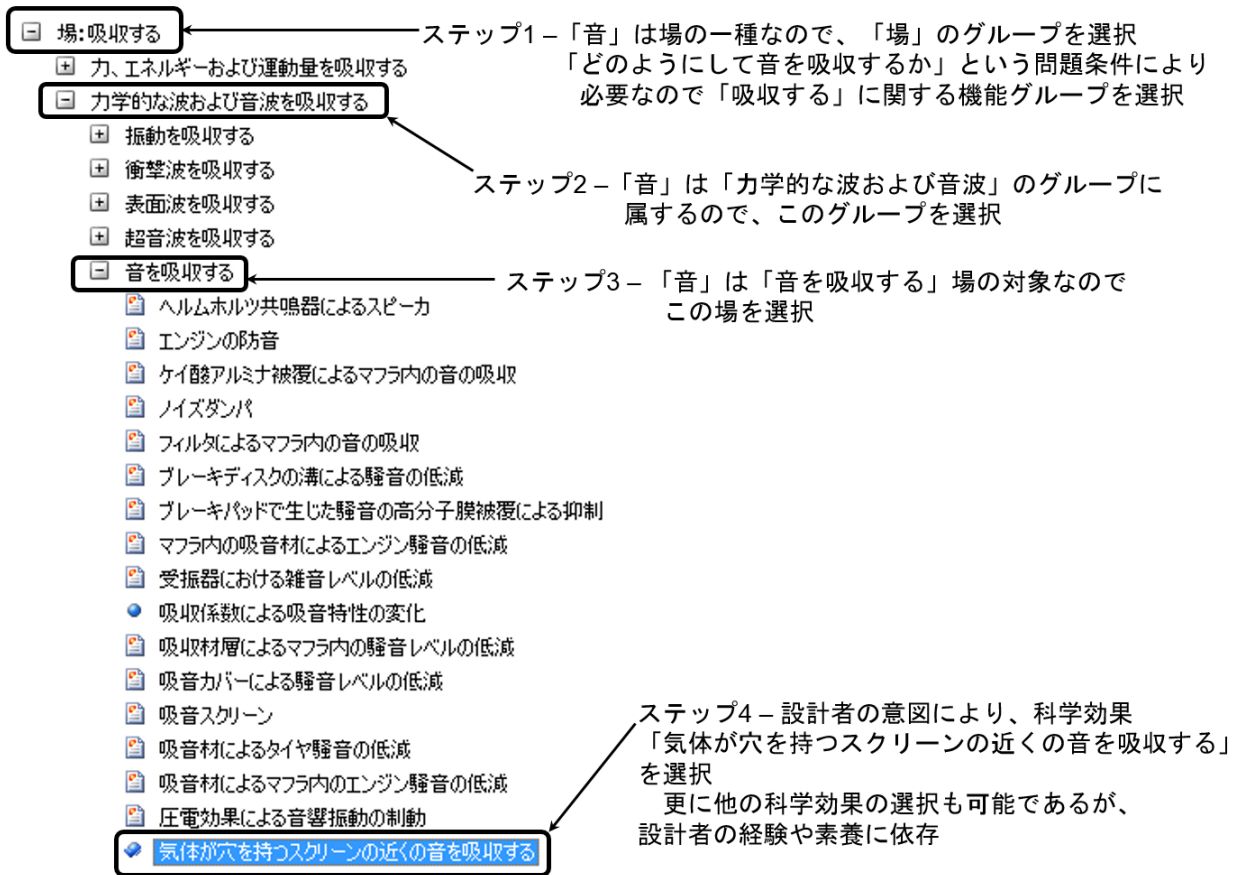 場:吸収する
ステップ1 – 「音」は場の一種なので、「場」のグループを選択
「どのようにして音を吸収するか」という問題条件により
必要なので「吸収する」に関する機能グループを選択
力、エネルギーおよび運動量を吸収する
力学的な波および音波を吸収する
振動を吸収する
衝撃波を吸収する
表面波を吸収する
超音波を吸収する
ステップ2 – 「音」は「力学的な波および音波」のグループに
属するので、このグループを選択
音を吸収する
ステップ3 – 「音」は「音を吸収する」場の対象なので
この場を選択
ヘルムホルツ共鳴器によるスピーカ
エンジンの防音
ケイ酸アルミナ被覆によるマフラ内の音の吸収
ノイズダンパ
フィルタによるマフラ内の音の吸収
ブレーキディスクの溝による騒音の低減
ブレーキパッドで生じた騒音の高分子膜被覆による抑制
マフラ内の吸音材によるエンジン騒音の低減
受振器における雑音レベルの低減
吸収係数による吸音特性の変化
吸収材層によるマフラ内の騒音レベルの低減
吸音カバーによる騒音レベルの低減
吸音スクリーン
吸音材によるタイヤ騒音の低減
吸音材によるマフラ内のエンジン騒音の低減
圧電効果による音響振動の制動
気体が穴を持つスクリーンの近くの音を吸収する
ステップ4 – 設計者の意図により、科学効果
「気体が穴を持つスクリーンの近くの音を吸収する」
を選択
更に他の科学効果の選択も可能であるが、
設計者の経験や素養に依存